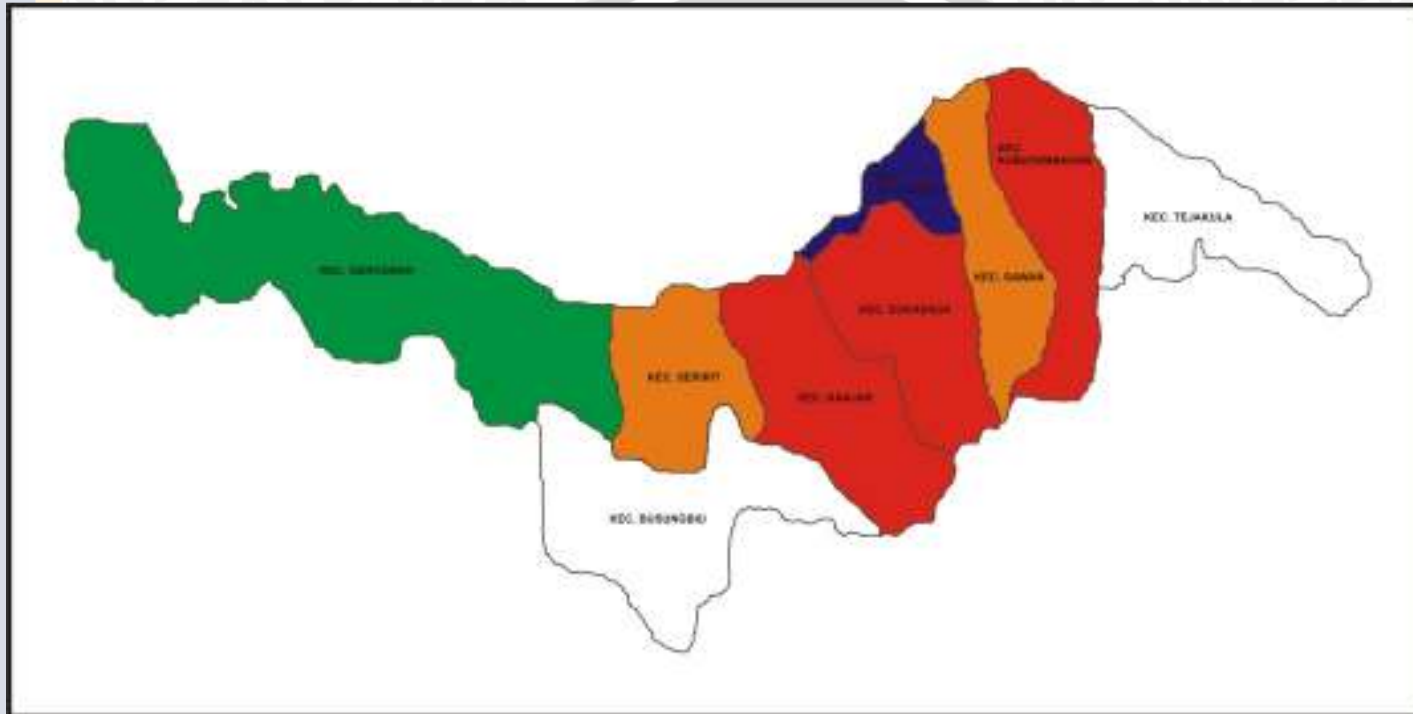 KEC.
KUBUTAMBAHAN
KEC. TEJAKULA
KEC. GEROKGAK
KEC. SAWAN
KEC. SUKASADA
KEC. SERIRIT
KEC. BANJAR
KEC. BUSUNGBIU